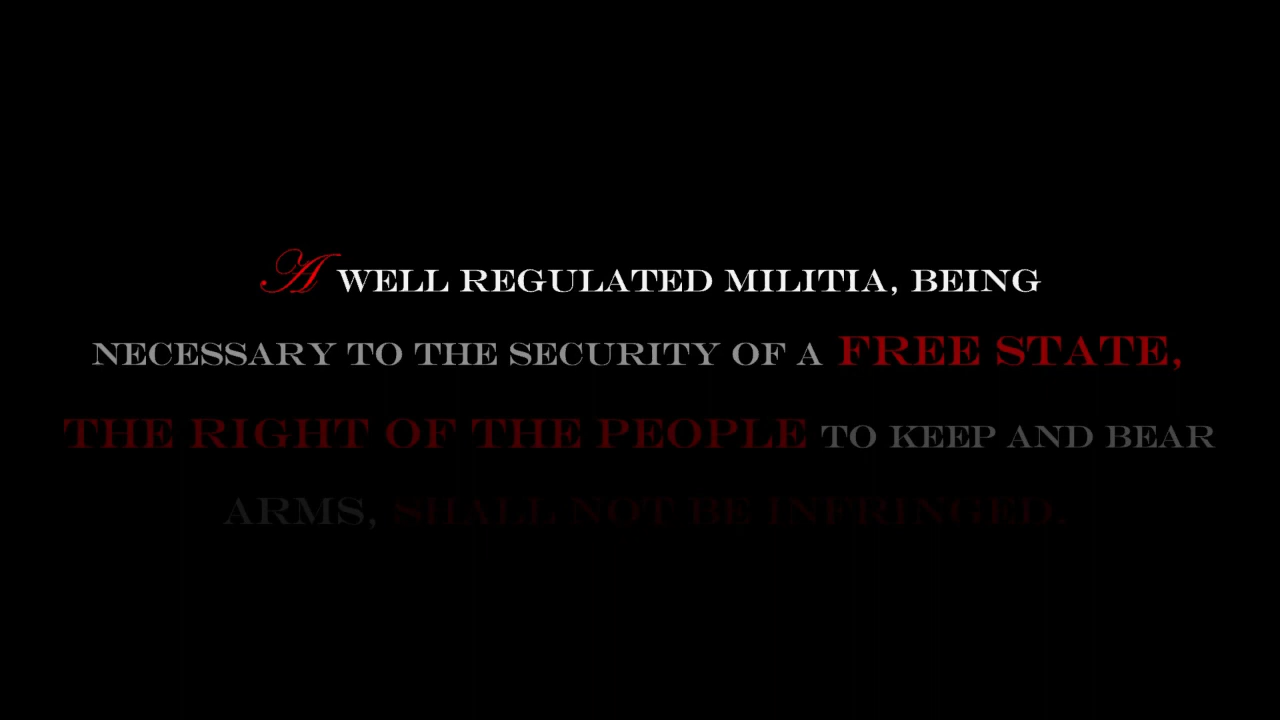 A WELL REGULATED MILITIA, BEING
NECESSARY TO THE SECURITY OF A FREE STATE,
THE RIGHT OF THE PEOPLE TO KEEP AND BEAR
ARMS, SHALL NOT BE INFRINGED.